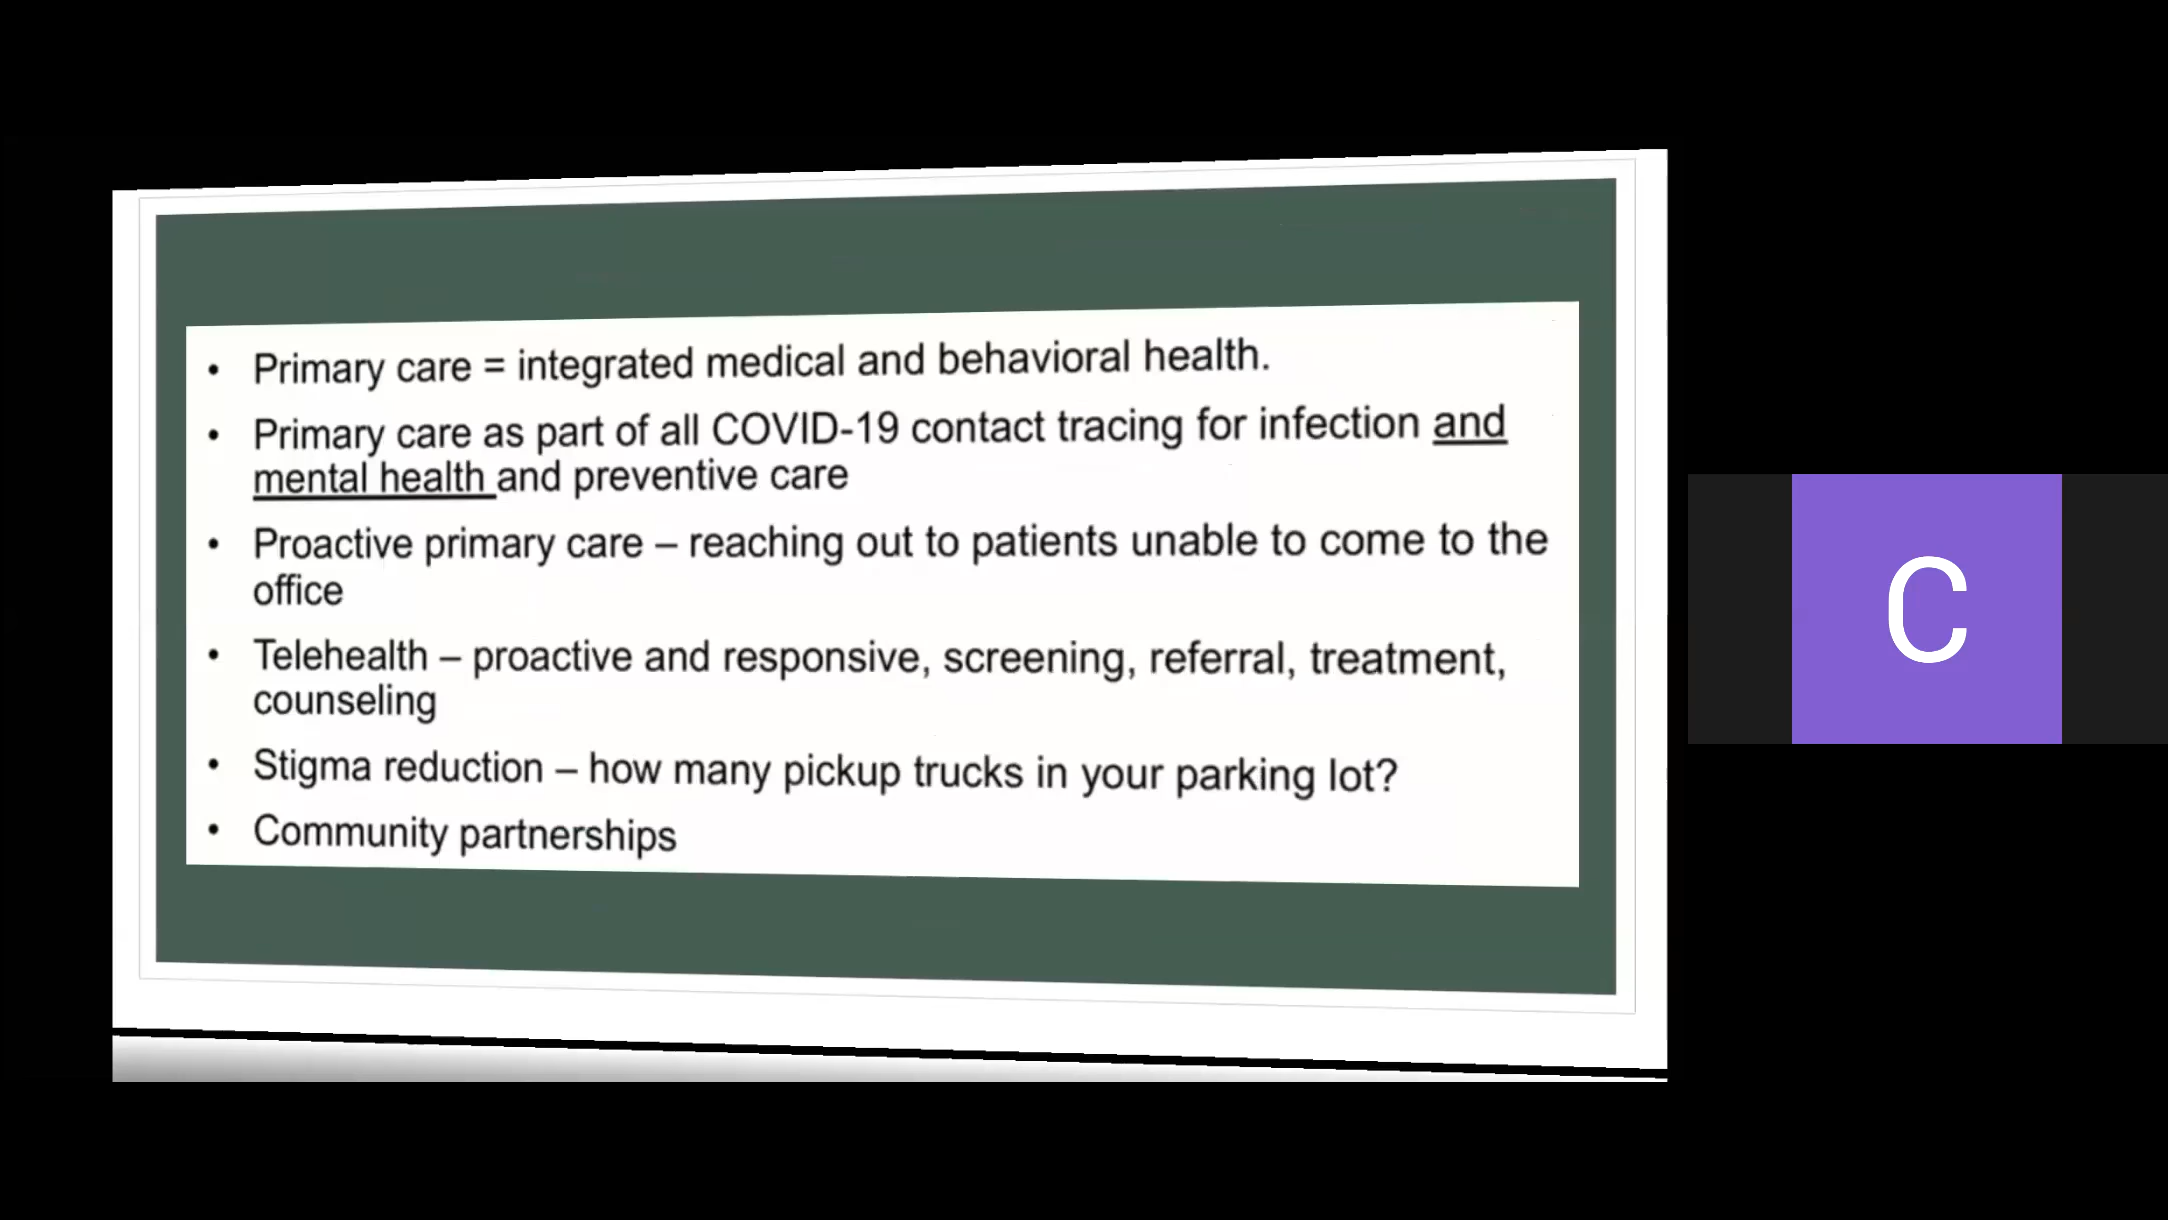 • Primary care = integrated medical and behavioral health.
• Primary care as part of all COVID-19 contact tracing for infection and
mental health and preventive care
• Proactive primary care – reaching out to patients unable to come to the
office
• Telehealth – proactive and responsive, screening, referral, treatment,
counseling
• Stigma reduction – how many pickup trucks in your parking lot?
• Community partnerships
C